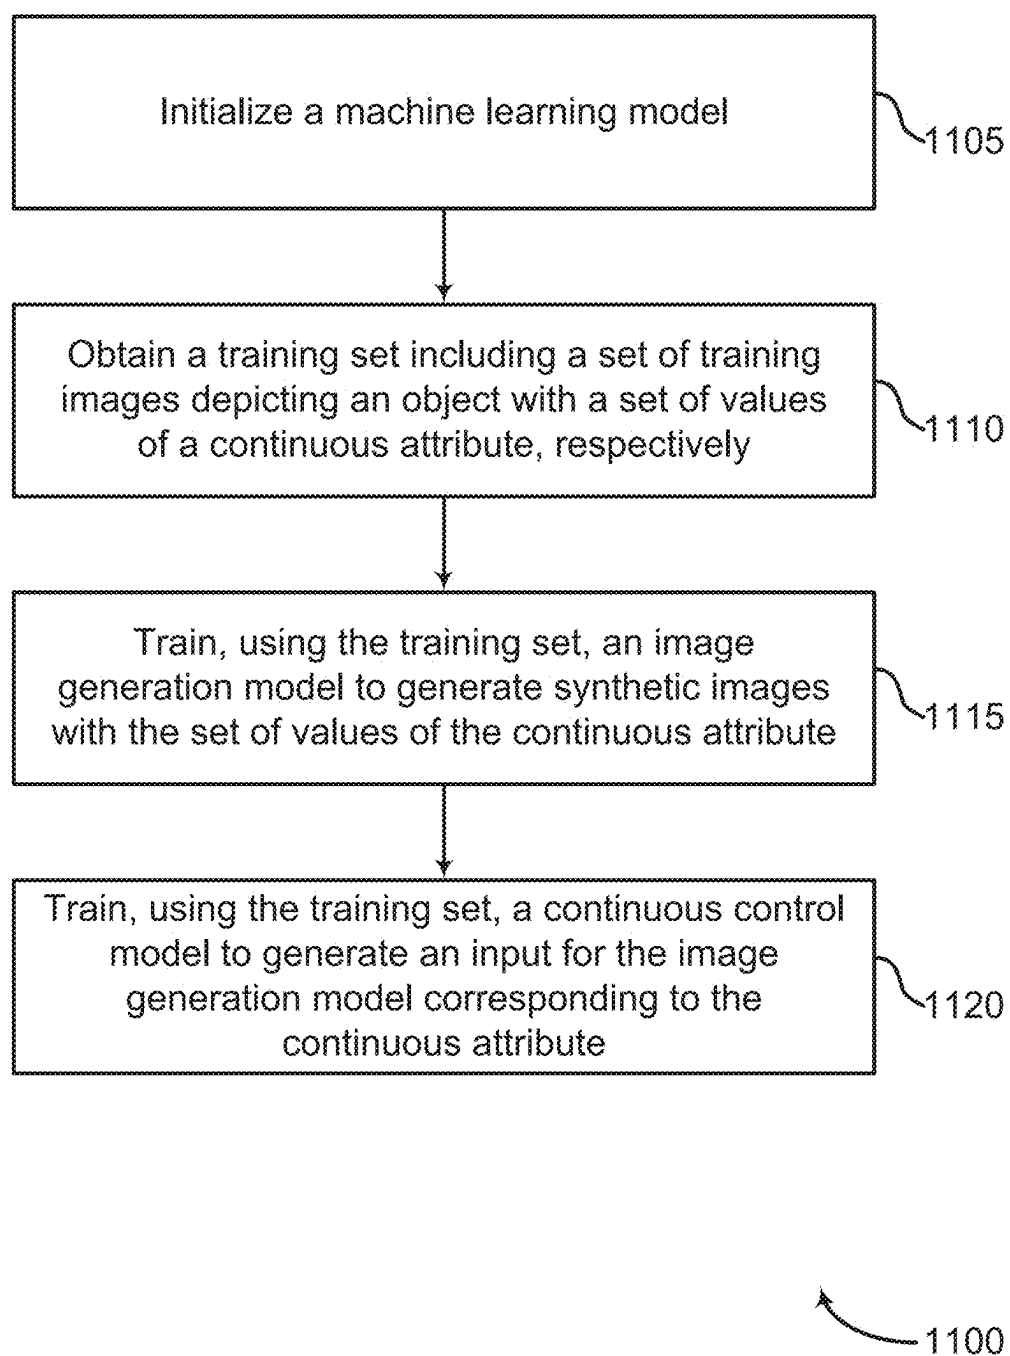 Initialize a machine learning model
1105
Obtain a training set including a set of training
images depicting an object with a set of values
of a continuous attribute, respectively
1110
Train, using the training set, an image
generation model to generate synthetic images
with the set of values of the continuous attribute
1115
Train, using the training set, a continuous control
model to generate an input for the image
generation model corresponding to the
continuous attribute
1120
1100